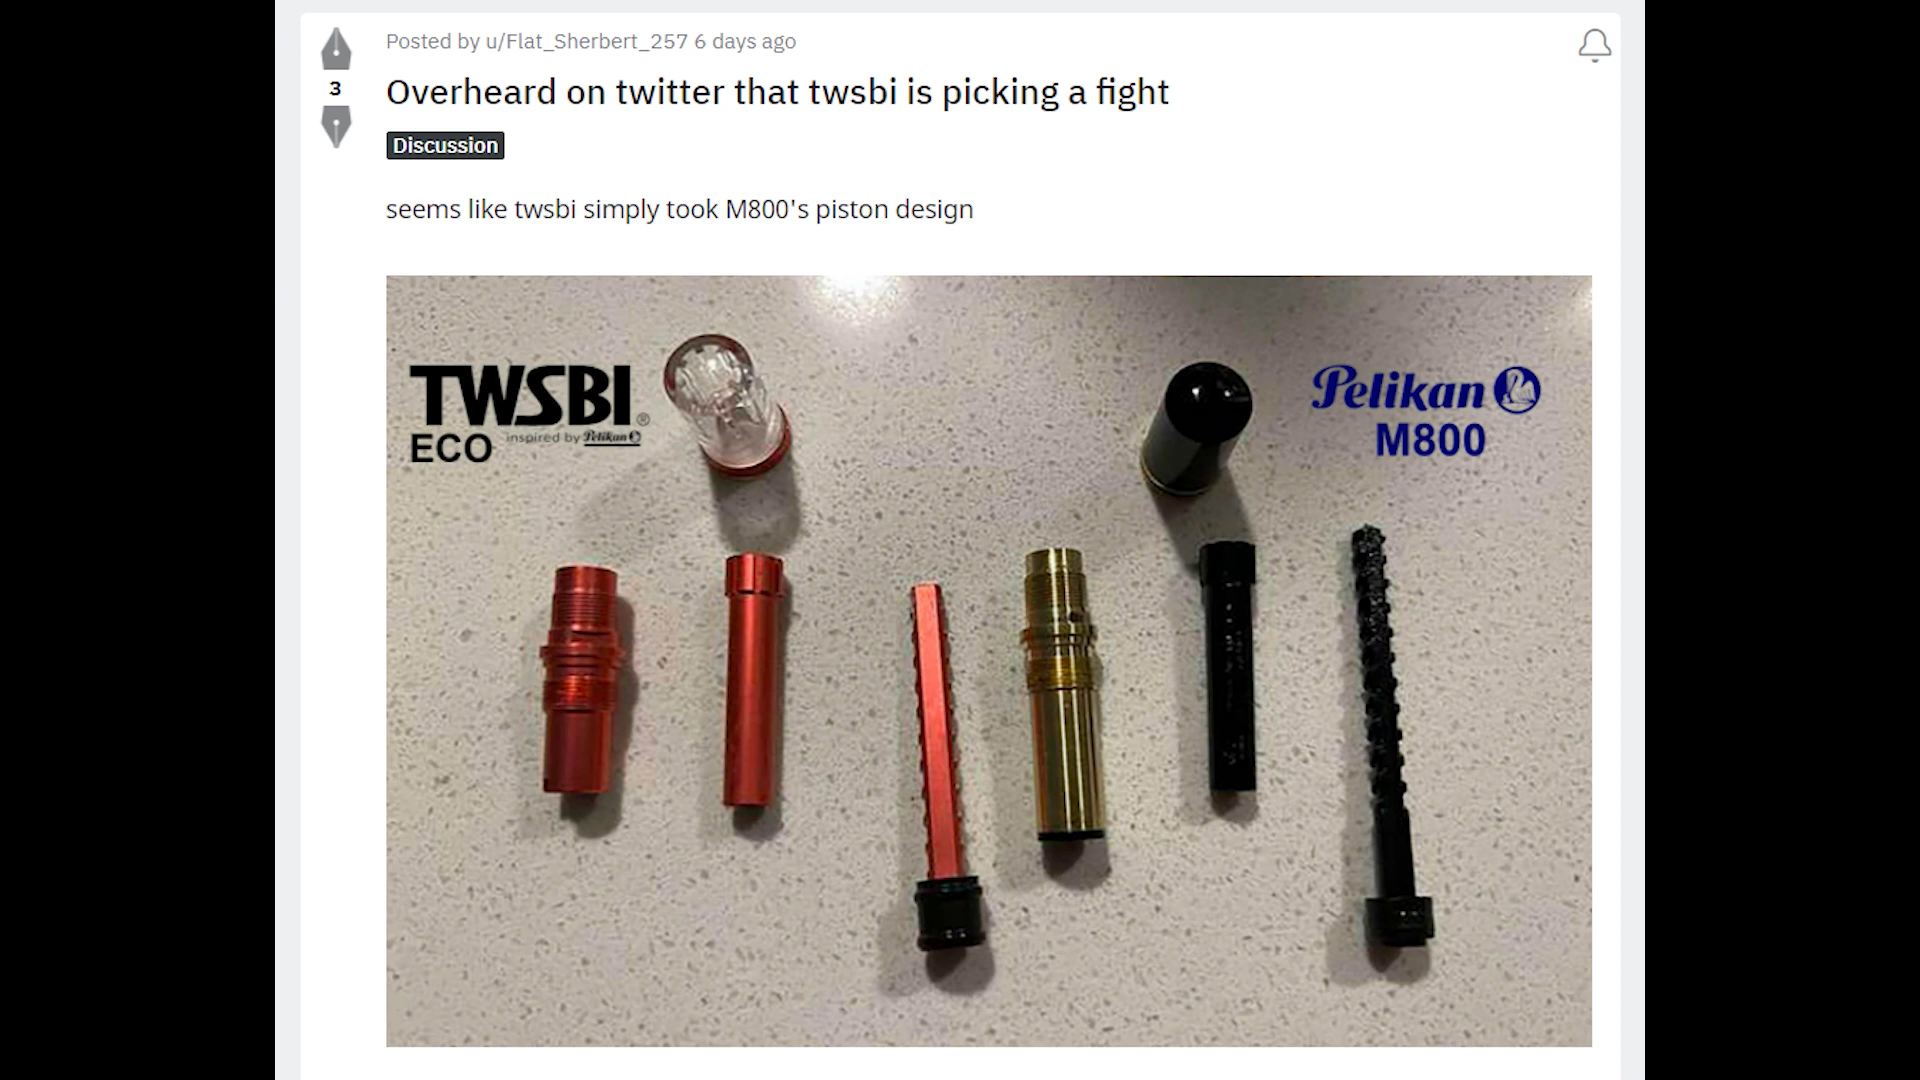 Posted by u/Flat_Sherbert_257 6 days ago
3
Overheard on twitter that twsbi is picking a fight
Discussion
seems like twsbi simply took M800's piston design
TWSBI®
ECO inspired by Pelikan
Pelikan
M800